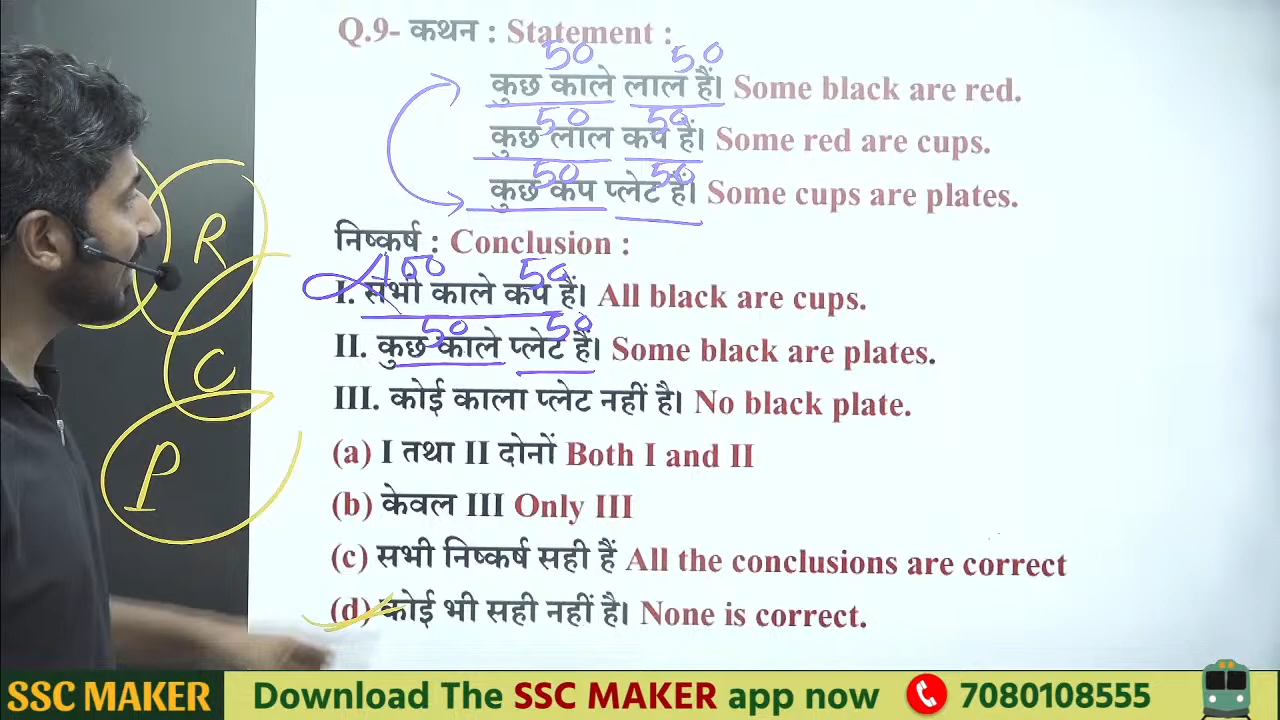 Q.9- कथन : Statement :
50 50
कुछ काले लाल हैं। Some black are red.
50 50
कुछ लाल कप हैं। Some red are cups.
50 50
कुछ कप प्लेट हैं। Some cups are plates.
निष्कर्ष : Conclusion :
100 50
I. सभी काले कप हैं। All black are cups.
50 50
II. कुछ काले प्लेट हैं। Some black are plates.
III. कोई काला प्लेट नहीं है। No black plate.
(a) I तथा II दोनों Both I and II
(b) केवल III Only III
(c) सभी निष्कर्ष सही हैं All the conclusions are correct
(d) कोई भी सही नहीं है। None is correct.
R
C
P
SSC MAKER Download The SSC MAKER app now 7080108555